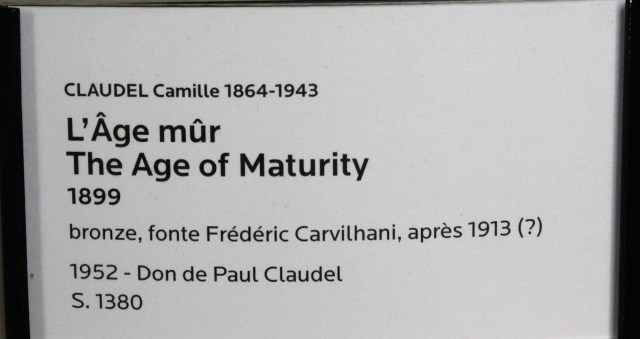 CLAUDEL Camille 1864-1943
L'Âge mûr
The Age of Maturity
1899
bronze, fonte Frédéric Carvilhani, après 1913 (?)
1952 - Don de Paul Claudel
S. 1380